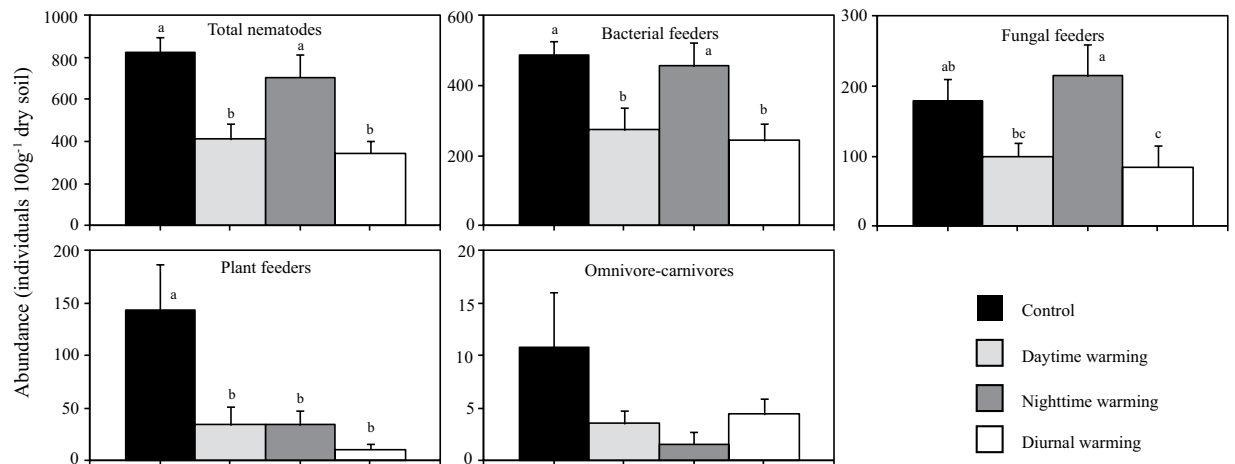 Abundance (individuals 100g⁻¹ dry soil)
Total nematodes
1000
800
600
400
200
0
a
b
a
b
Bacterial feeders
600
400
200
0
a
b
a
b
Fungal feeders
300
200
100
0
ab
bc
a
c
Plant feeders
200
150
100
50
0
a
b
b
b
Omnivore-carnivores
20
15
10
5
0
Control
Daytime warming
Nighttime warming
Diurnal warming